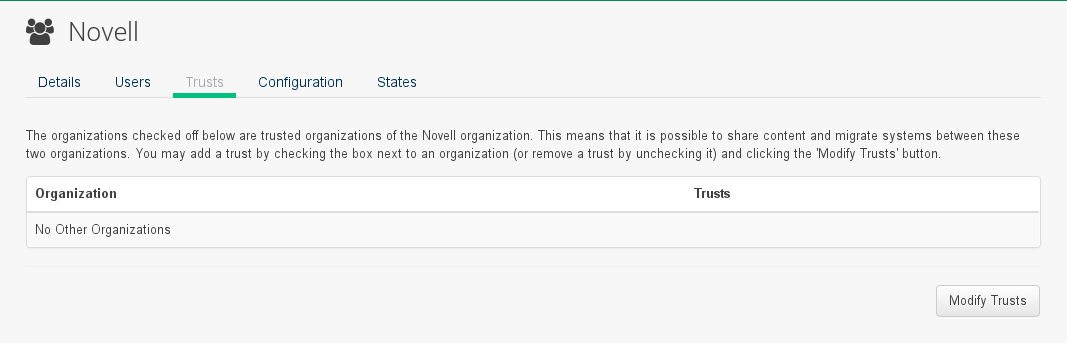 Novell
Details Users Trusts Configuration States
The organizations checked off below are trusted organizations of the Novell organization. This means that it is possible to share content and migrate systems between these
two organizations. You may add a trust by checking the box next to an organization (or remove a trust by unchecking it) and clicking the 'Modify Trusts' button.
Organization Trusts
No Other Organizations
Modify Trusts